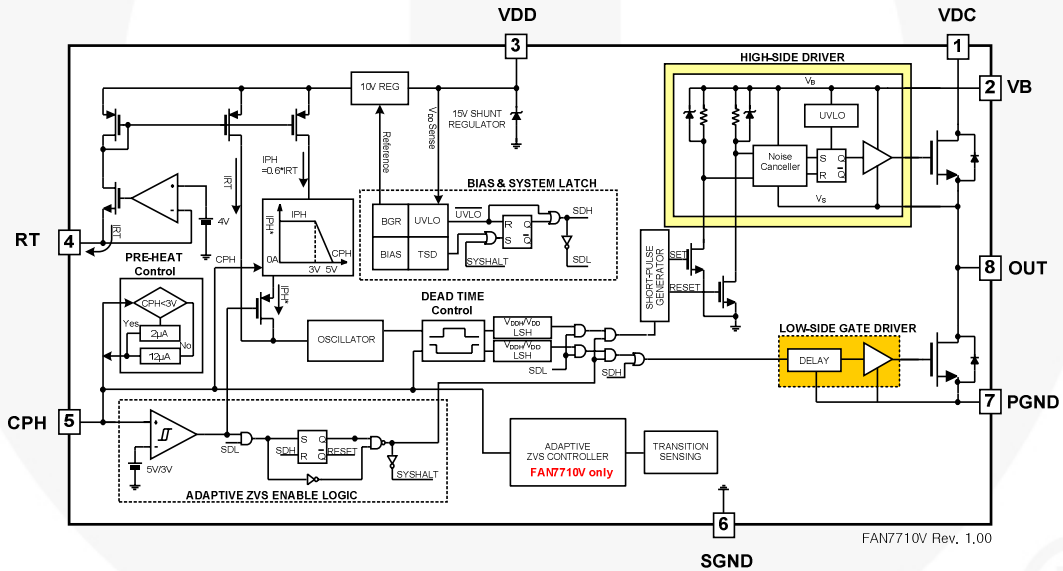 VDD
VDC
3
1
HIGH-SIDE DRIVER
VB
2
VB
10V REG
VDD Sense
15V SHUNT
REGULATOR
UVLO
Reference
IPH
=0.6*IRT
IRT
Noise
Canceller
S Q
R Q
BIAS & SYSTEM LATCH
VS
IPH
IPH*
CPH
0A
3V 5V
BGR
UVLO
UVLO
BIAS
TSD
R Q
S Q
SDH
SYSHALT
SDL
4V
RT
4
IRT
CPH
PRE-HEAT
Control
CPH<3V
Yes
No
2µA
12µA
IPH*
SHORT-PULSE
GENERATOR
SET
RESET
8
OUT
DEAD TIME
Control
OSCILLATOR
VDDH/VDD
LSH
VDDH/VDD
LSH
SDL
SDH
LOW-SIDE GATE DRIVER
DELAY
7
PGND
CPH
5
5V/3V
SDL
SDH
S Q
R Q
RESET
SYSHALT
ADAPTIVE ZVS ENABLE LOGIC
ADAPTIVE
ZVS CONTROLLER
FAN7710V only
TRANSITION
SENSING
6
SGND
FAN7710V Rev. 1.00